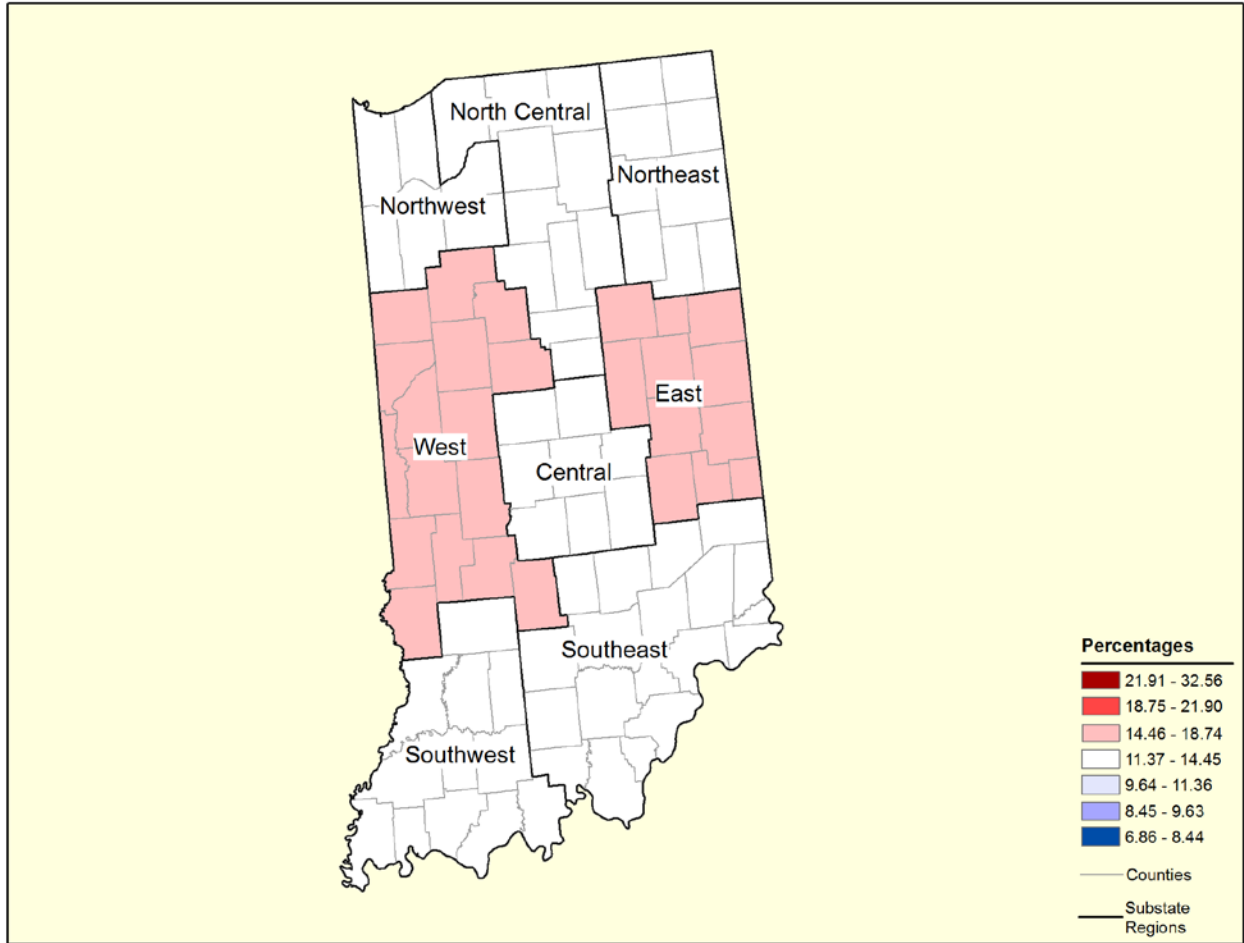 North Central
Northeast
Northwest
East
West
Central
Southeast
Southwest
Percentages
21.91 - 32.56
18.75 - 21.90
14.46 - 18.74
11.37 - 14.45
9.64 - 11.36
8.45 - 9.63
6.86 - 8.44
Counties
Substate
Regions